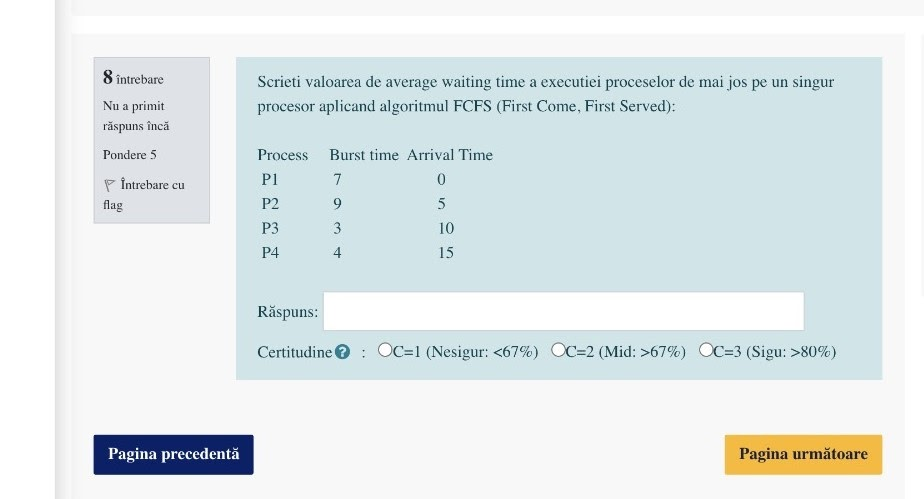 8 întrebare
Nu a primit
răspuns încă
Pondere 5
Întrebare cu
flag
Scrieti valoarea de average waiting time a executiei proceselor de mai jos pe un singur
procesor aplicand algoritmul FCFS (First Come, First Served):
Process Burst time Arrival Time
P1 7 0
P2 9 5
P3 3 10
P4 4 15
Răspuns:
Certitudine ? : C=1 (Nesigur: <67%) C=2 (Mid: >67%) C=3 (Sigu: >80%)
Pagina precedentă
Pagina următoare